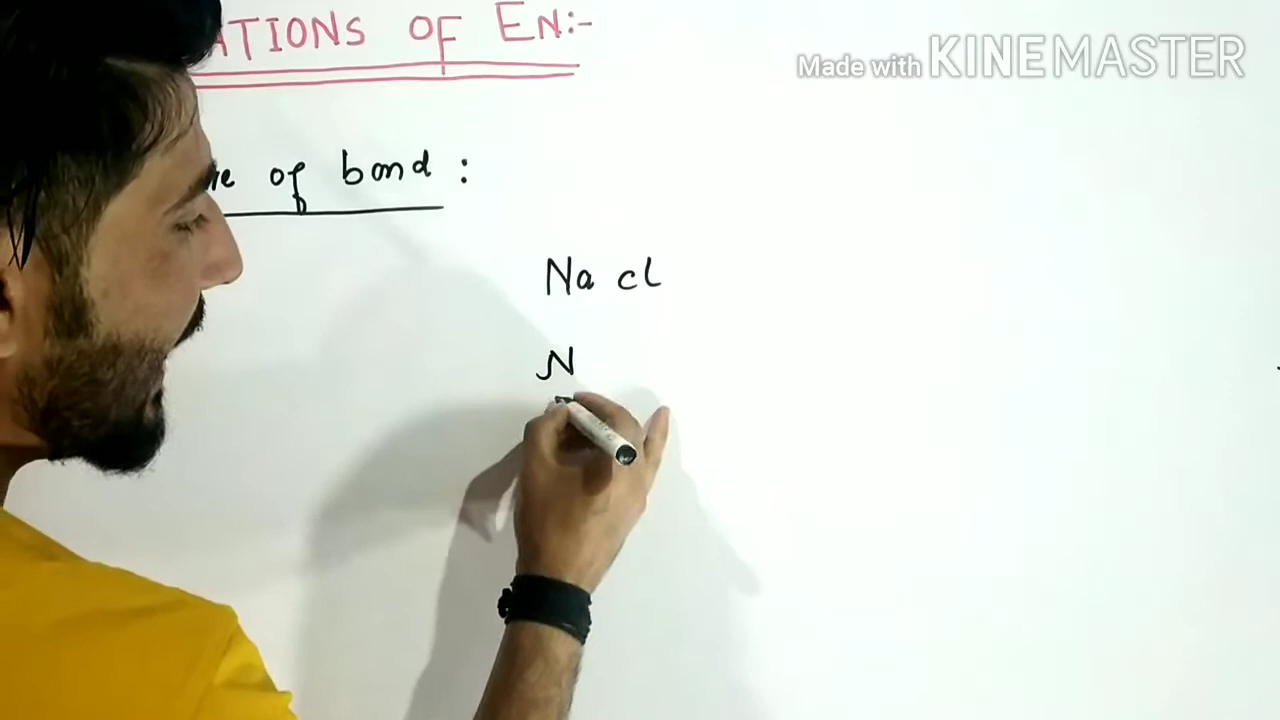 ATIONS OF EN:-
Made with KINEMASTER
of bond :
Na cl
N